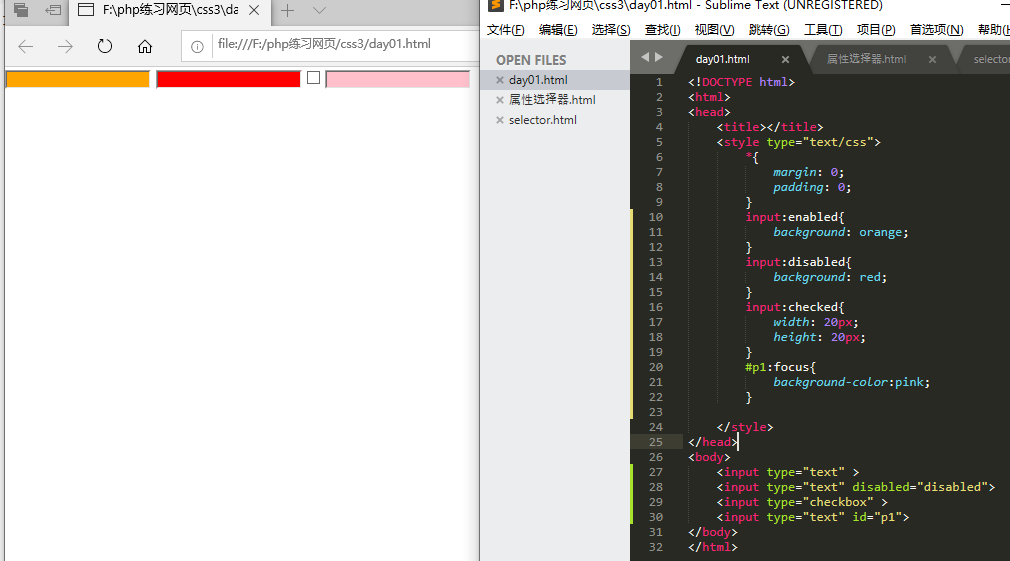 F:\php练习网页\css3\da
file:///F:/php练习网页/css3/day01.html
F:\php练习网页\css3\day01.html - Sublime Text (UNREGISTERED)
文件(F) 编辑(E) 选择(S) 查找(I) 视图(V) 跳转(G) 工具(T) 项目(P) 首选项(N) 帮助(H
OPEN FILES
day01.html
属性选择器.html
selector.html
day01.html 属性选择器.html selector
1 <!DOCTYPE html>
2 <html>
3 <head>
4 <title></title>
5 <style type="text/css">
6 *{
7 margin: 0;
8 padding: 0;
9 }
10 input:enabled{
11 background: orange;
12 }
13 input:disabled{
14 background: red;
15 }
16 input:checked{
17 width: 20px;
18 height: 20px;
19 }
20 #p1:focus{
21 background-color:pink;
22 }
23
24 </style>
25 </head>
26 <body>
27 <input type="text" >
28 <input type="text" disabled="disabled">
29 <input type="checkbox" >
30 <input type="text" id="p1">
31 </body>
32 </html>